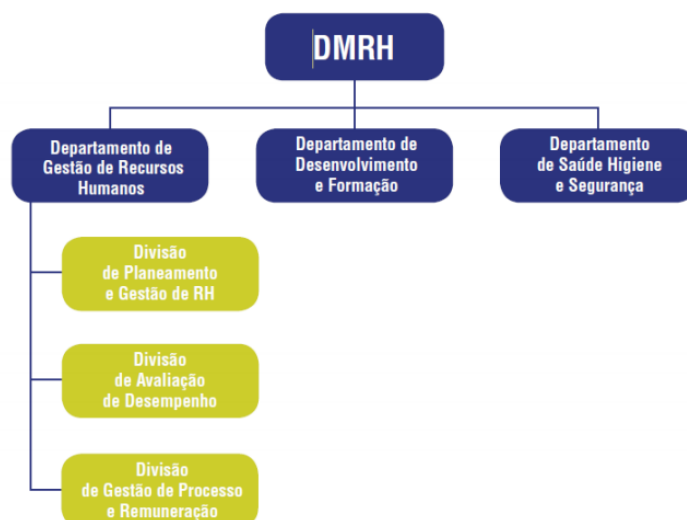 DMRH
Departamento de
Gestão de Recursos
Humanos
Departamento de
Desenvolvimento
e Formação
Departamento
de Saúde Higiene
e Segurança
Divisão
de Planeamento
e Gestão de RH
Divisão
de Avaliação
de Desempenho
Divisão
de Gestão de Processo
e Remuneração